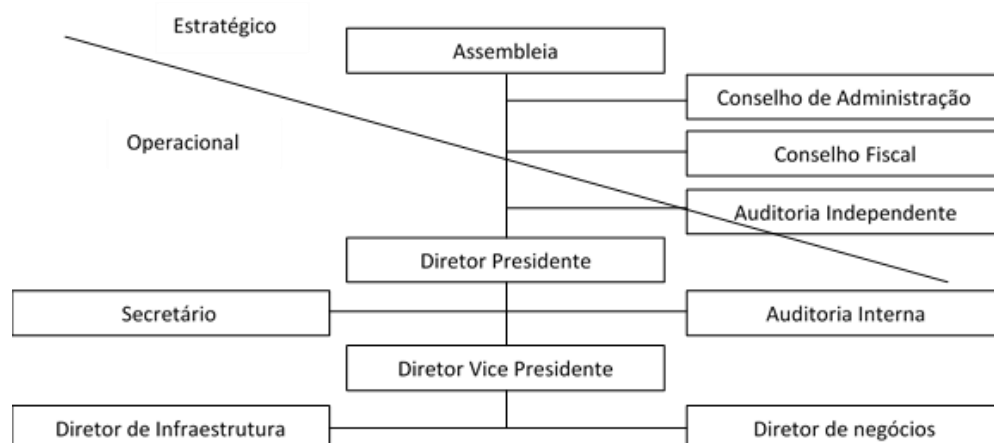 Estratégico
Assembleia
Conselho de Administração
Operacional
Conselho Fiscal
Auditoria Independente
Diretor Presidente
Secretário
Auditoria Interna
Diretor Vice Presidente
Diretor de Infraestrutura
Diretor de negócios